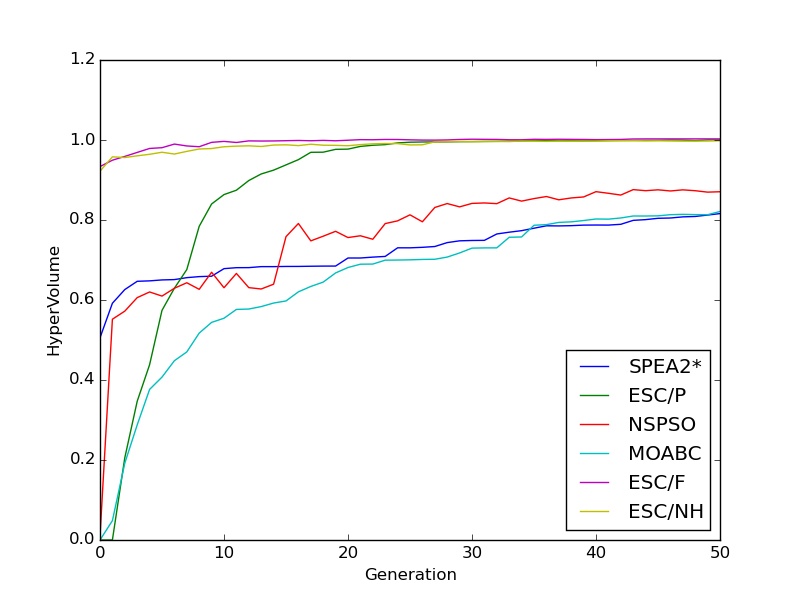 1.2
1.0
0.8
0.6
0.4
0.2
0.0
HyperVolume
0 10 20 30 40 50
Generation
SPEA2*
ESC/P
NSPSO
MOABC
ESC/F
ESC/NH